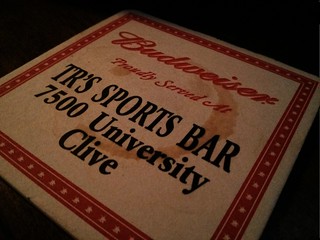 Budweiser
Proudly Served At
TR'S SPORTS BAR
7500 University
Clive